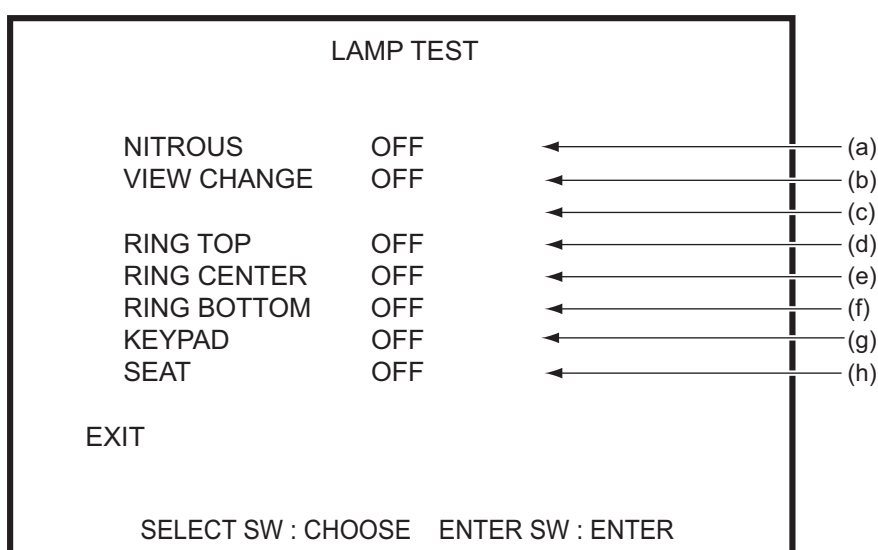 LAMP TEST
NITROUS OFF (a)
VIEW CHANGE OFF (b)
(c)
RING TOP OFF (d)
RING CENTER OFF (e)
RING BOTTOM OFF (f)
KEYPAD OFF (g)
SEAT OFF (h)
EXIT
SELECT SW : CHOOSE ENTER SW : ENTER